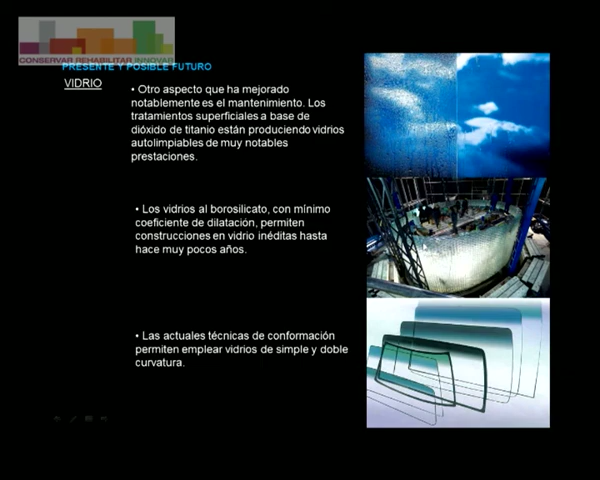 CONSERVAR REHABILITAR INNOVAR
PRESENTE Y POSIBLE FUTURO
VIDRIO
• Otro aspecto que ha mejorado
notablemente es el mantenimiento. Los
tratamientos superficiales a base de
dióxido de titanio están produciendo vidrios
autolimpiables de muy notables
prestaciones.
• Los vidrios al borosilicato, con mínimo
coeficiente de dilatación, permiten
construcciones en vidrio inéditas hasta
hace muy pocos años.
• Las actuales técnicas de conformación
permiten emplear vidrios de simple y doble
curvatura.